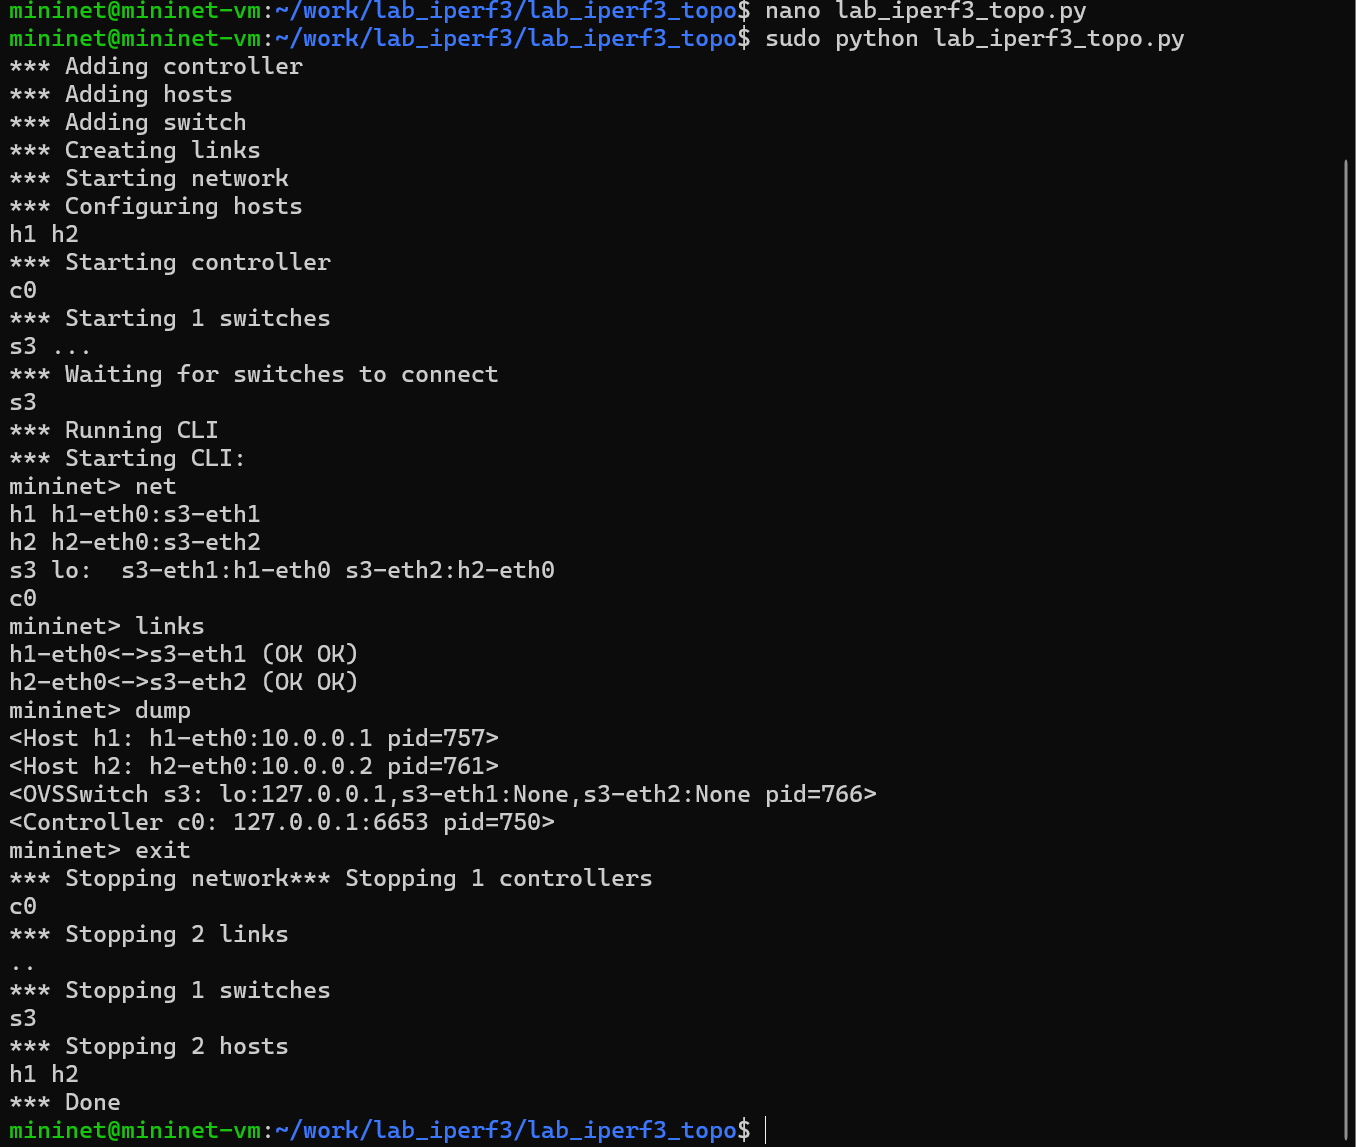 mininet@mininet-vm:~/work/lab_iperf3/lab_iperf3_topo$ nano lab_iperf3_topo.py
mininet@mininet-vm:~/work/lab_iperf3/lab_iperf3_topo$ sudo python lab_iperf3_topo.py
*** Adding controller
*** Adding hosts
*** Adding switch
*** Creating links
*** Starting network
*** Configuring hosts
h1 h2
*** Starting controller
c0
*** Starting 1 switches
s3 ...
*** Waiting for switches to connect
s3
*** Running CLI
*** Starting CLI:
mininet> net
h1 h1-eth0:s3-eth1
h2 h2-eth0:s3-eth2
s3 lo:  s3-eth1:h1-eth0 s3-eth2:h2-eth0
c0
mininet> links
h1-eth0<->s3-eth1 (OK OK)
h2-eth0<->s3-eth2 (OK OK)
mininet> dump
<Host h1: h1-eth0:10.0.0.1 pid=757>
<Host h2: h2-eth0:10.0.0.2 pid=761>
<OVSSwitch s3: lo:127.0.0.1,s3-eth1:None,s3-eth2:None pid=766>
<Controller c0: 127.0.0.1:6653 pid=750>
mininet> exit
*** Stopping network*** Stopping 1 controllers
c0
*** Stopping 2 links
..
*** Stopping 1 switches
s3
*** Stopping 2 hosts
h1 h2
*** Done
mininet@mininet-vm:~/work/lab_iperf3/lab_iperf3_topo$